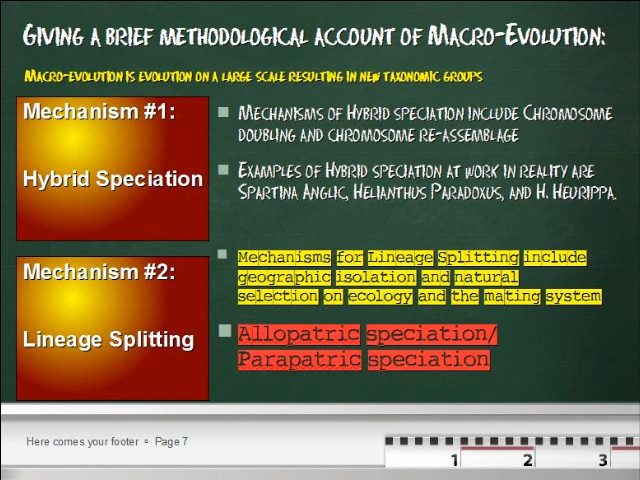 Giving a brief methodological account of Macro-Evolution:
Macro-evolution is evolution on a large scale resulting in new taxonomic groups
Mechanism #1:
Hybrid Speciation
Mechanisms of Hybrid speciation include Chromosome
doubling and chromosome re-assemblage
Examples of Hybrid speciation at work in reality are
Spartina Anglic, Helianthus Paradoxus, and H. Heurippa.
Mechanism #2:
Lineage Splitting
Mechanisms for Lineage Splitting include
geographic isolation and natural
selection on ecology and the mating system
Allopatric speciation/
Parapatric speciation
Here comes your footer ▫ Page 7
1 2 3